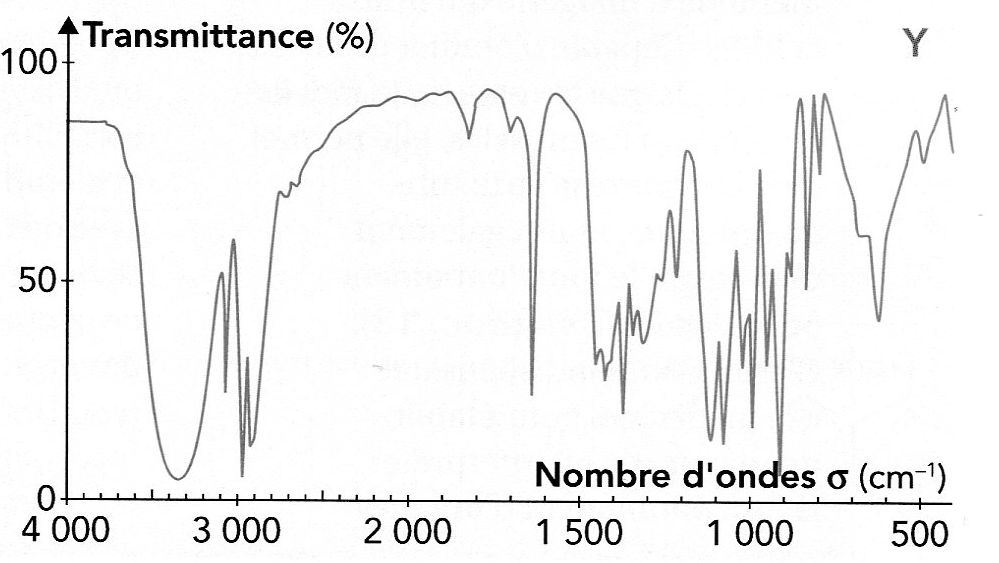 Transmittance (%)
Y
100
50
0
Nombre d'ondes σ (cm⁻¹)
4 000 3 000 2 000 1 500 1 000 500